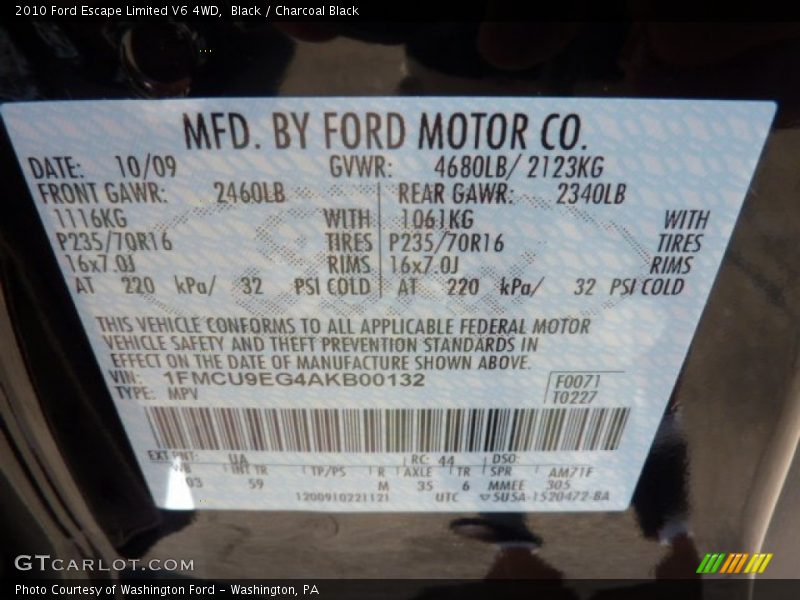 2010 Ford Escape Limited V6 4WD, Black / Charcoal Black
MFD. BY FORD MOTOR CO.
DATE: 10/09 GVWR: 4680LB/ 2123KG
FRONT GAWR: 2460LB REAR GAWR: 2340LB
1116KG WITH 1061KG WITH
P235/70R16 TIRES P235/70R16 TIRES
16x7.0J RIMS 16x7.0J RIMS
AT 220 kPa/ 32 PSI COLD AT 220 kPa/ 32 PSI COLD
THIS VEHICLE CONFORMS TO ALL APPLICABLE FEDERAL MOTOR
VEHICLE SAFETY AND THEFT PREVENTION STANDARDS IN
EFFECT ON THE DATE OF MANUFACTURE SHOWN ABOVE.
VIN: 1FMCU9EG4AKB00132 F0071
TYPE: MPV T0227
EXT PNT: UA RC: 44 DSO:
WB INT TR TP/PS R AXLE TR SPR AM71F
03 59 M 35 6 MMEE 305
1200910221121 UTC ▽5U5A-1520472-BA
GTCARLOT.COM
Photo Courtesy of Washington Ford – Washington, PA